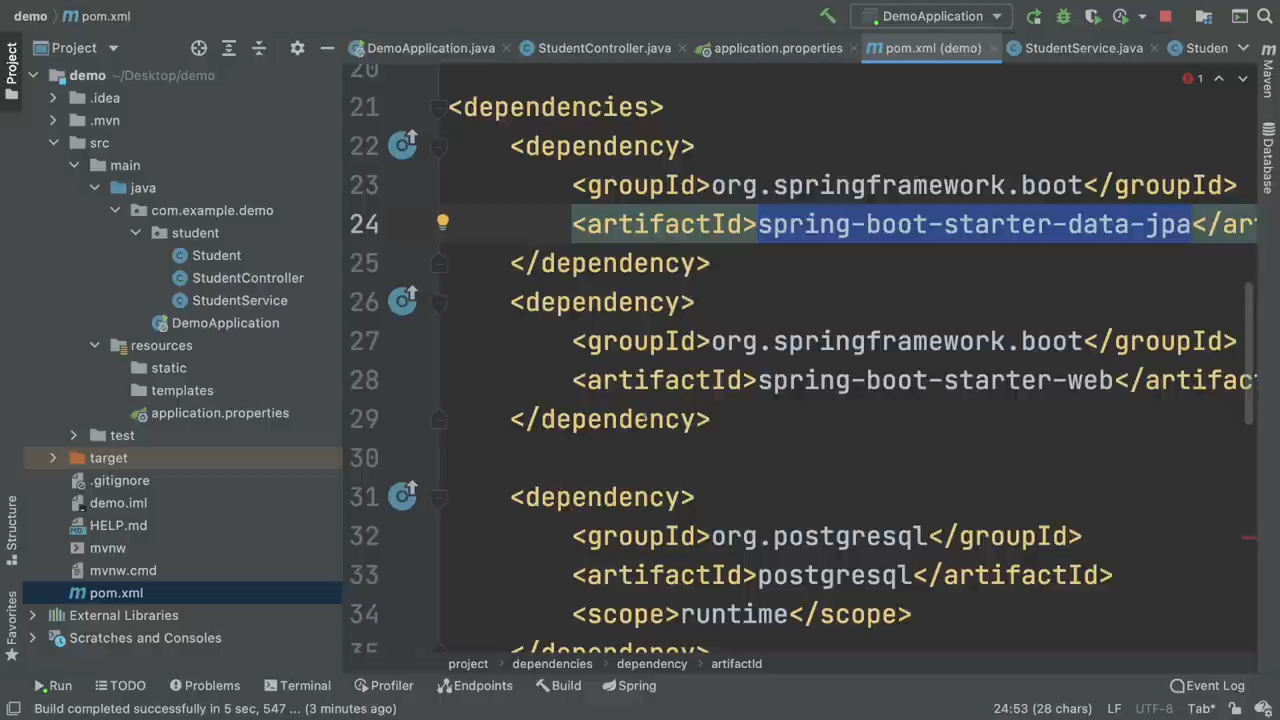 demo pom.xml DemoApplication
Project
DemoApplication.java StudentController.java application.properties pom.xml (demo) StudentService.java Studen
demo ~/Desktop/demo
.idea
.mvn
src
main
java
com.example.demo
student
Student
StudentController
StudentService
DemoApplication
resources
static
templates
application.properties
test
target
.gitignore
demo.iml
HELP.md
mvnw
mvnw.cmd
pom.xml
External Libraries
Scratches and Consoles
Project
Structure
Favorites
1
20
21 <dependencies>
22 <dependency>
23 <groupId>org.springframework.boot</groupId>
24 <artifactId>spring-boot-starter-data-jpa</art
25 </dependency>
26 <dependency>
27 <groupId>org.springframework.boot</groupId>
28 <artifactId>spring-boot-starter-web</artifact
29 </dependency>
30
31 <dependency>
32 <groupId>org.postgresql</groupId>
33 <artifactId>postgresql</artifactId>
34 <scope>runtime</scope>
35 </dependency>
Maven
Database
project dependencies dependency artifactId
Run TODO Problems Terminal Profiler Endpoints Build Spring Event Log
Build completed successfully in 5 sec, 547 ... (3 minutes ago) 24:53 (28 chars) LF UTF-8 Tab*